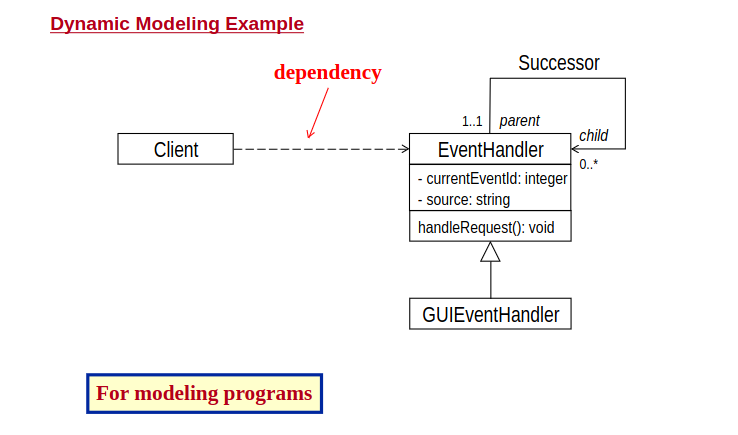 Dynamic Modeling Example
dependency
Successor
1..1
parent
child
Client
EventHandler
0..*
- currentEventId: integer
- source: string
handleRequest(): void
GUIEventHandler
For modeling programs